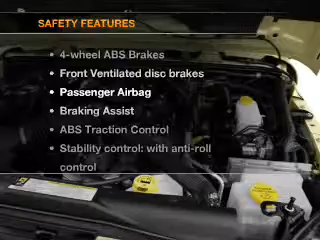 SAFETY FEATURES
• 4-wheel ABS Brakes
• Front Ventilated disc brakes
• Passenger Airbag
• Braking Assist
• ABS Traction Control
• Stability control: with anti-roll
control